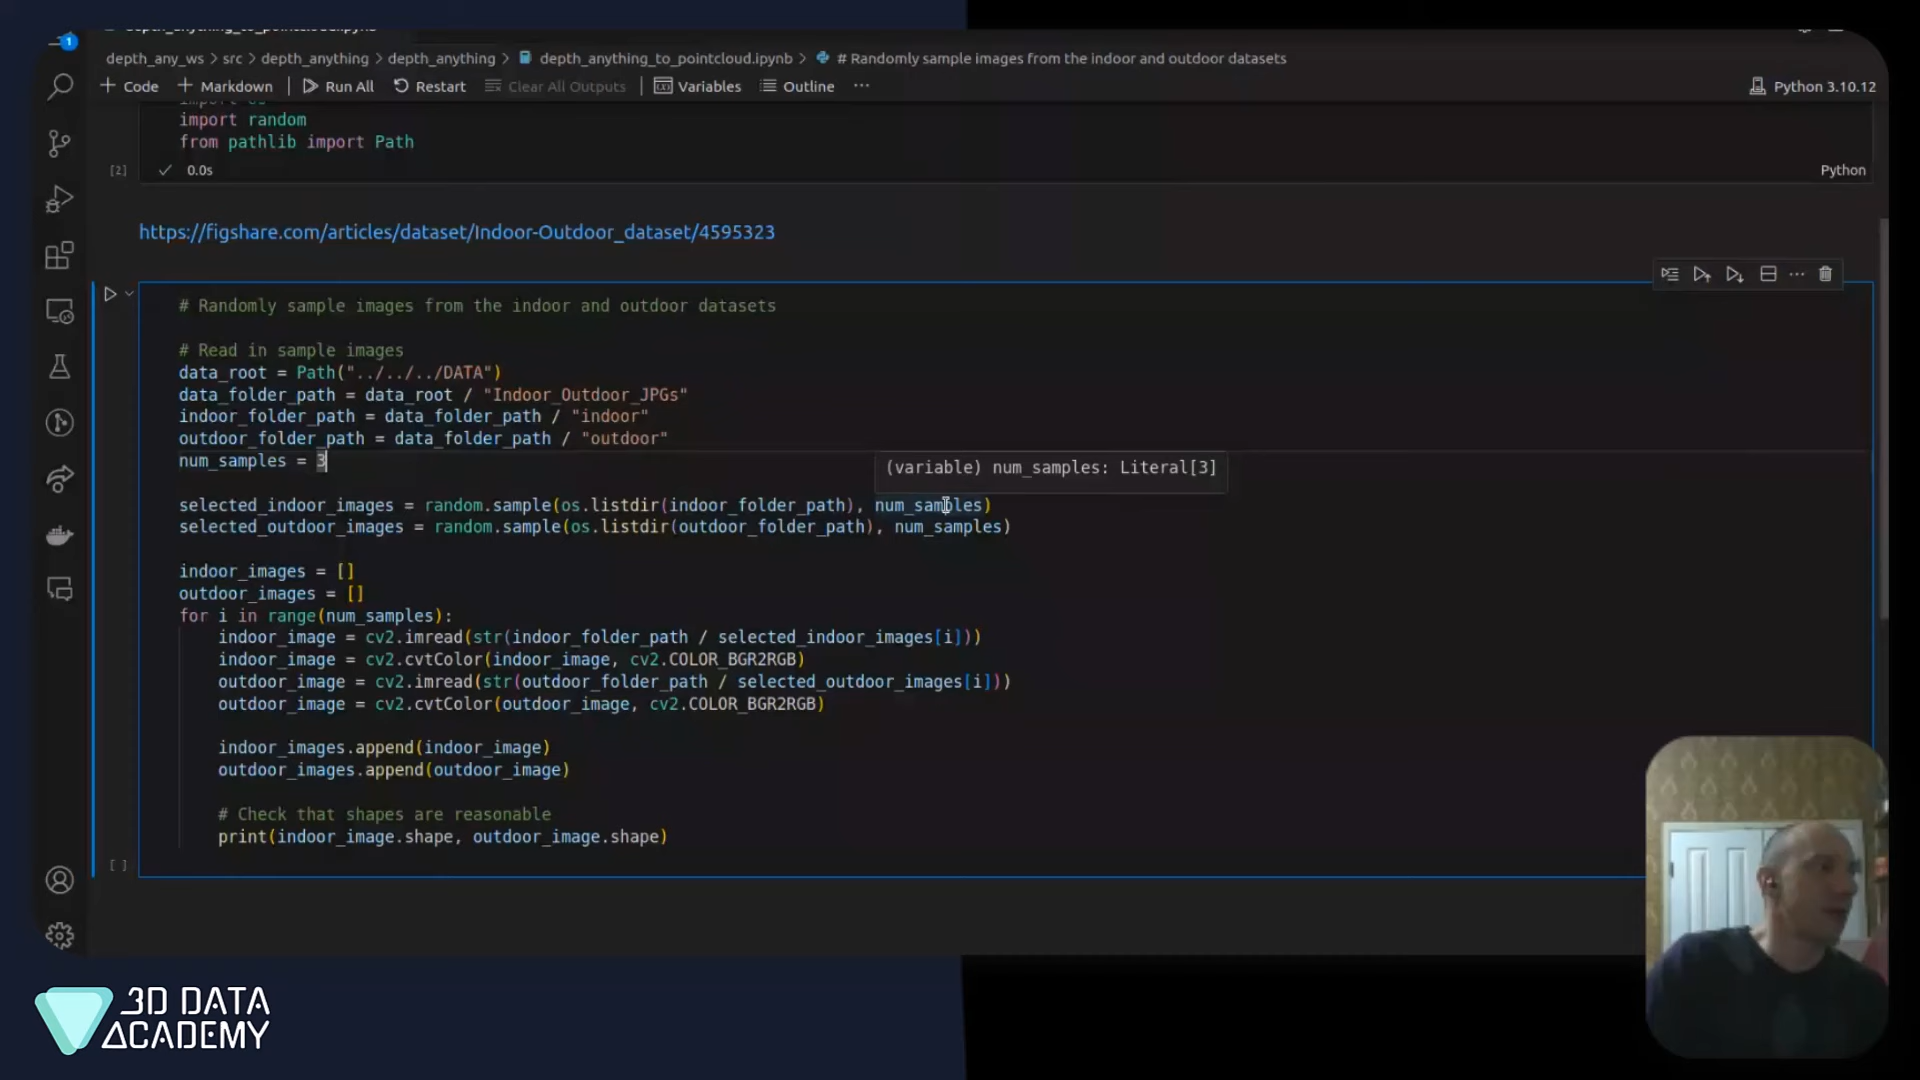 depth_anything_to_pointcloud.ipynb
1
depth_any_ws > src > depth_anything > depth_anything > depth_anything_to_pointcloud.ipynb > # Randomly sample images from the indoor and outdoor datasets
+ Code + Markdown Run All Restart Clear All Outputs Variables Outline ... Python 3.10.12
import os
import random
from pathlib import Path
[2] ✓ 0.0s Python
https://figshare.com/articles/dataset/Indoor-Outdoor_dataset/4595323
# Randomly sample images from the indoor and outdoor datasets
# Read in sample images
data_root = Path("../../../DATA")
data_folder_path = data_root / "Indoor_Outdoor_JPGs"
indoor_folder_path = data_folder_path / "indoor"
outdoor_folder_path = data_folder_path / "outdoor"
num_samples = 3
(variable) num_samples: Literal[3]
selected_indoor_images = random.sample(os.listdir(indoor_folder_path), num_samples)
selected_outdoor_images = random.sample(os.listdir(outdoor_folder_path), num_samples)
indoor_images = []
outdoor_images = []
for i in range(num_samples):
indoor_image = cv2.imread(str(indoor_folder_path / selected_indoor_images[i]))
indoor_image = cv2.cvtColor(indoor_image, cv2.COLOR_BGR2RGB)
outdoor_image = cv2.imread(str(outdoor_folder_path / selected_outdoor_images[i]))
outdoor_image = cv2.cvtColor(outdoor_image, cv2.COLOR_BGR2RGB)
indoor_images.append(indoor_image)
outdoor_images.append(outdoor_image)
# Check that shapes are reasonable
print(indoor_image.shape, outdoor_image.shape)
[ ]
3D DATA
ACADEMY